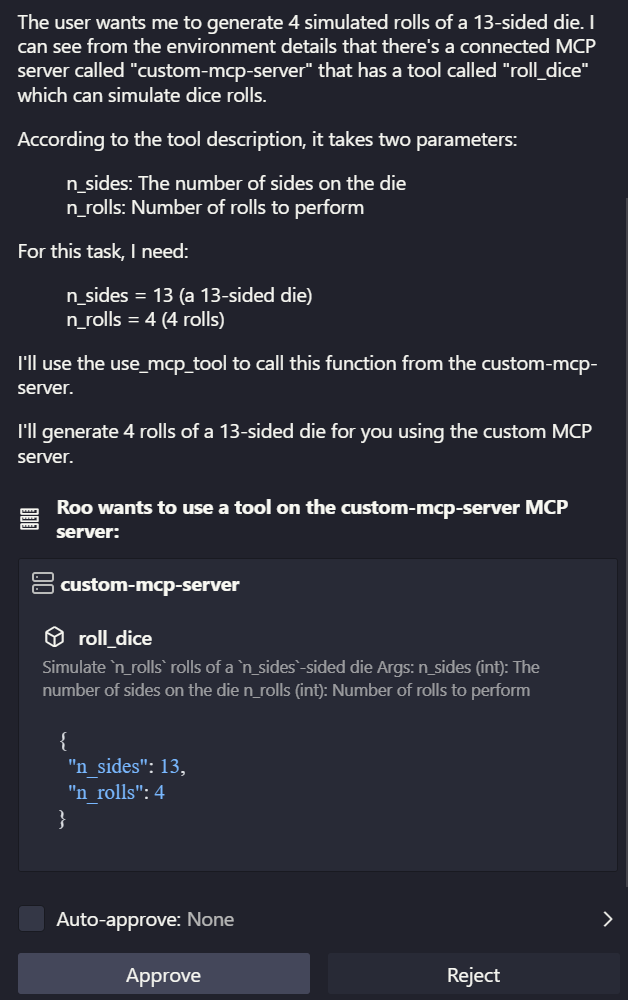 The user wants me to generate 4 simulated rolls of a 13-sided die. I
can see from the environment details that there's a connected MCP
server called "custom-mcp-server" that has a tool called "roll_dice"
which can simulate dice rolls.
According to the tool description, it takes two parameters:
n_sides: The number of sides on the die
n_rolls: Number of rolls to perform
For this task, I need:
n_sides = 13 (a 13-sided die)
n_rolls = 4 (4 rolls)
I'll use the use_mcp_tool to call this function from the custom-mcp-
server.
I'll generate 4 rolls of a 13-sided die for you using the custom MCP
server.
Roo wants to use a tool on the custom-mcp-server MCP
server:
custom-mcp-server
roll_dice
Simulate `n_rolls` rolls of a `n_sides`-sided die Args: n_sides (int): The
number of sides on the die n_rolls (int): Number of rolls to perform
{
"n_sides": 13,
"n_rolls": 4
}
Auto-approve: None
Approve Reject